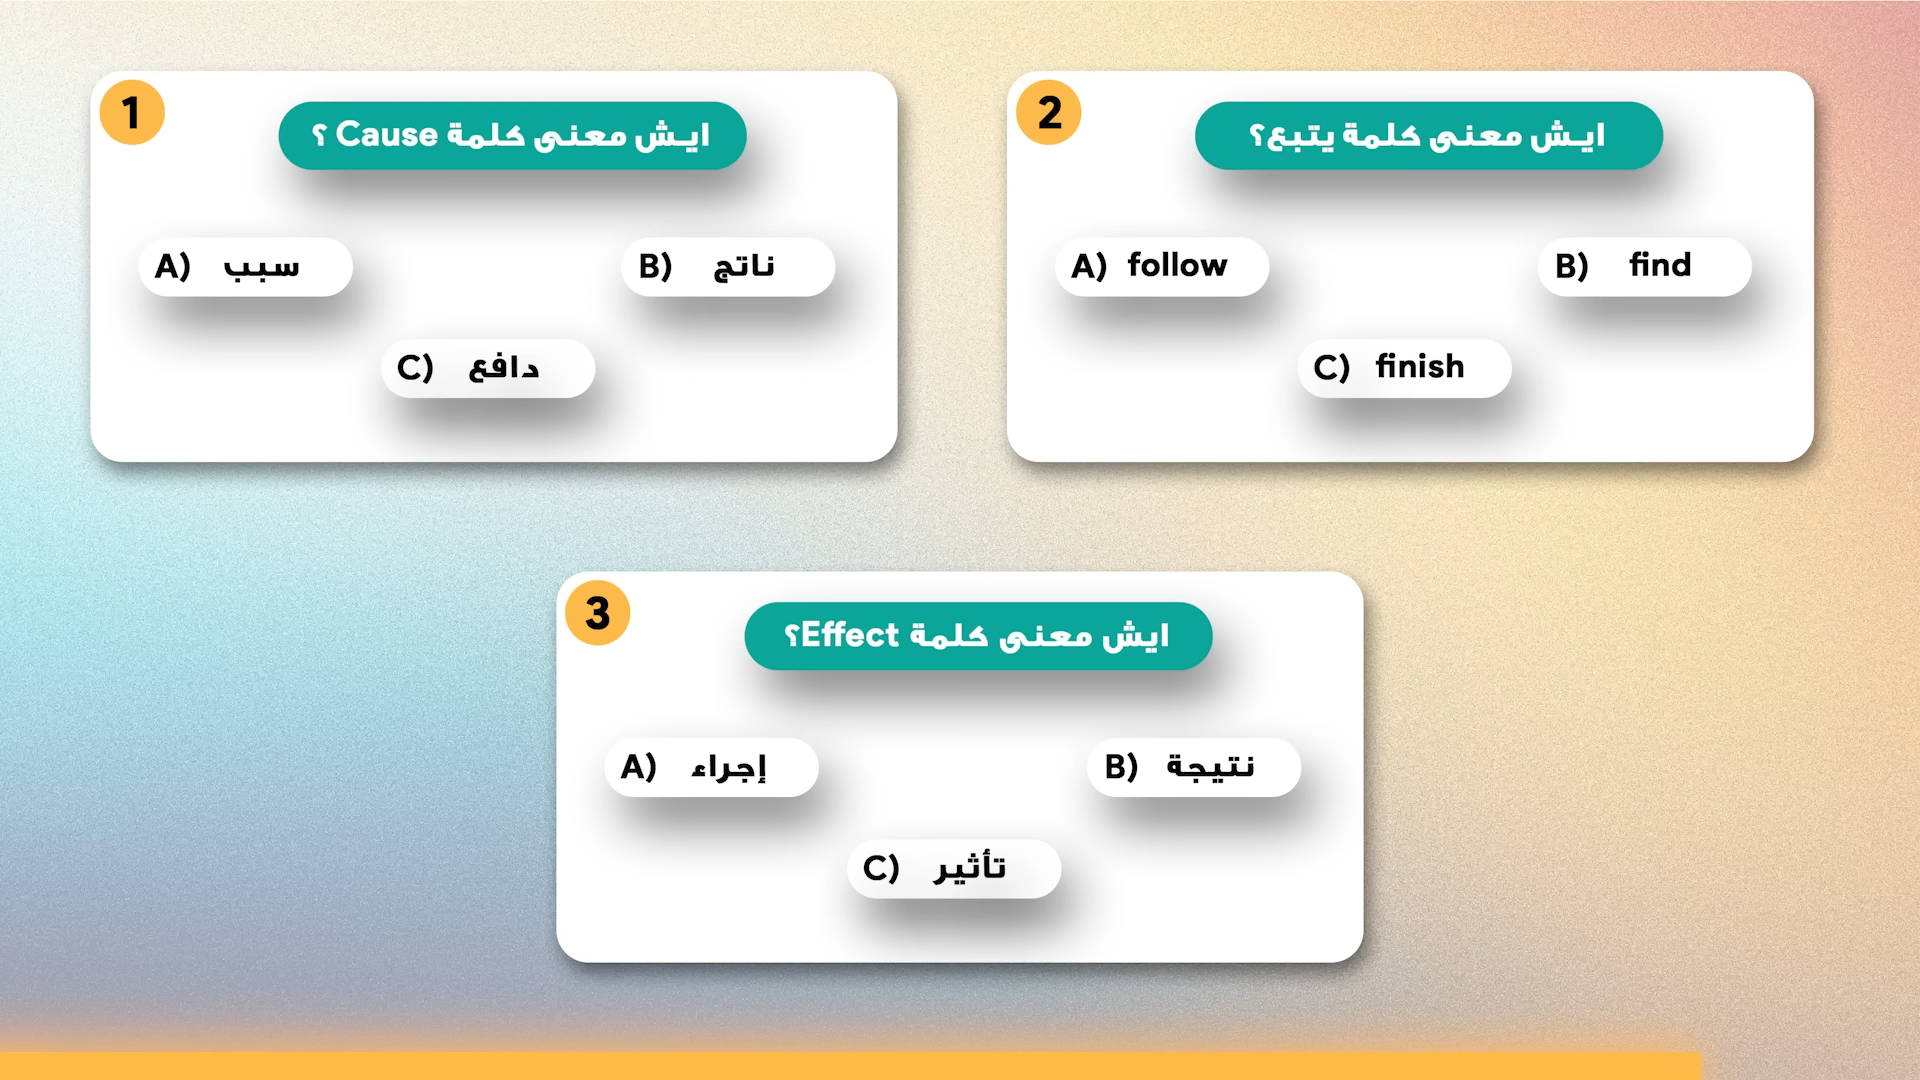 1
ايش معنى كلمة Cause ؟
A) سبب
B) ناتج
C) دافع
2
ايش معنى كلمة يتبع؟
A) follow
B) find
C) finish
3
ايش معنى كلمة Effect؟
A) إجراء
B) نتيجة
C) تأثير